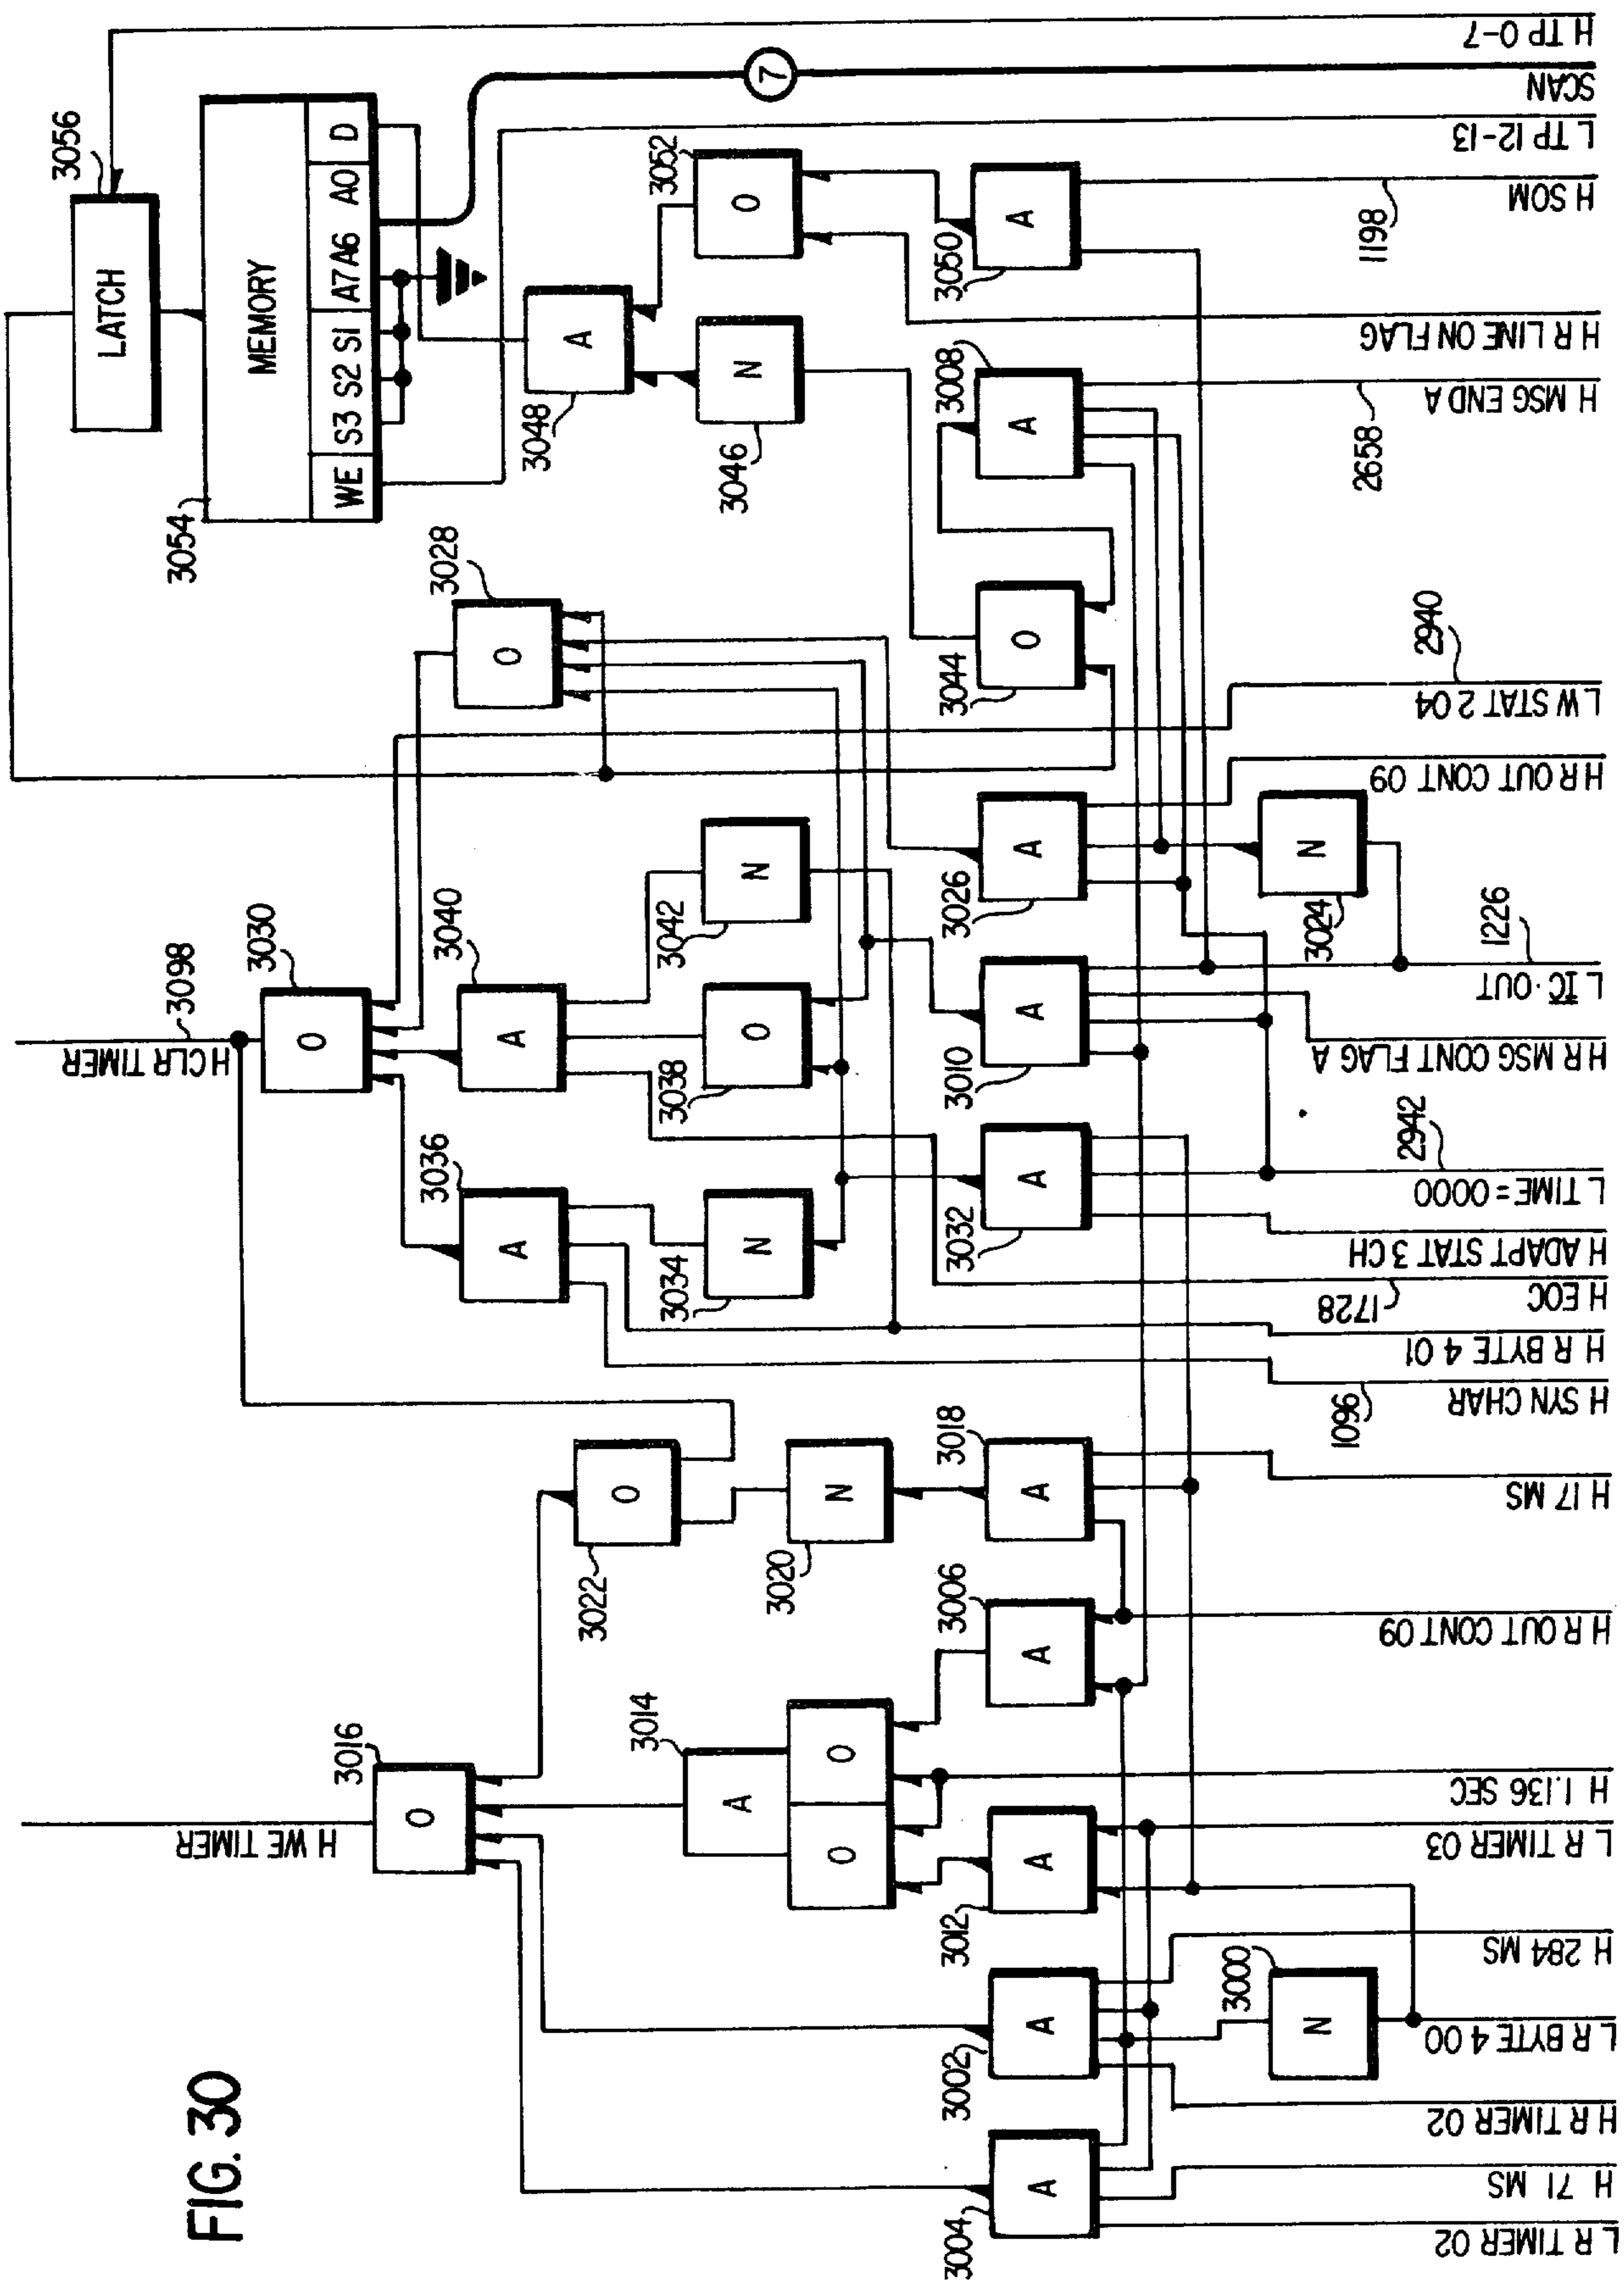 FIG. 30
H WE TIMER
H CLR TIMER
3098
3016
O
3030
O
3036
A
3040
A
3028
O
3054
MEMORY
WE
S3 S2 S1
A7 A6 A0
D
LATCH
3056
3022
O
3014
A
O
O
3020
N
3034
N
3038
O
3042
N
3048
A
3046
N
3052
O
7
3004
A
3002
A
3012
A
3006
A
3018
A
3032
A
3010
A
3026
A
3044
O
3008
A
3050
A
3000
N
3024
N
L R TIMER 02
H 71 MS
H R TIMER 02
L R BYTE 4 00
H 284 MS
L R TIMER 03
H 1.136 SEC
H R OUT CONT 09
H 17 MS
H SYN CHAR
1096
H R BYTE 4 01
H EOC
1728
H ADAPT STAT 3 CH
L TIME = 0000
2942
H R MSG CONT FLAG A
L IC·OUT
1226
H R OUT CONT 09
L W STAT 2 04
2940
H MSG END A
2658
H R LINE ON FLAG
H SOM
1198
L TP 12-13
SCAN
H TP 0-7